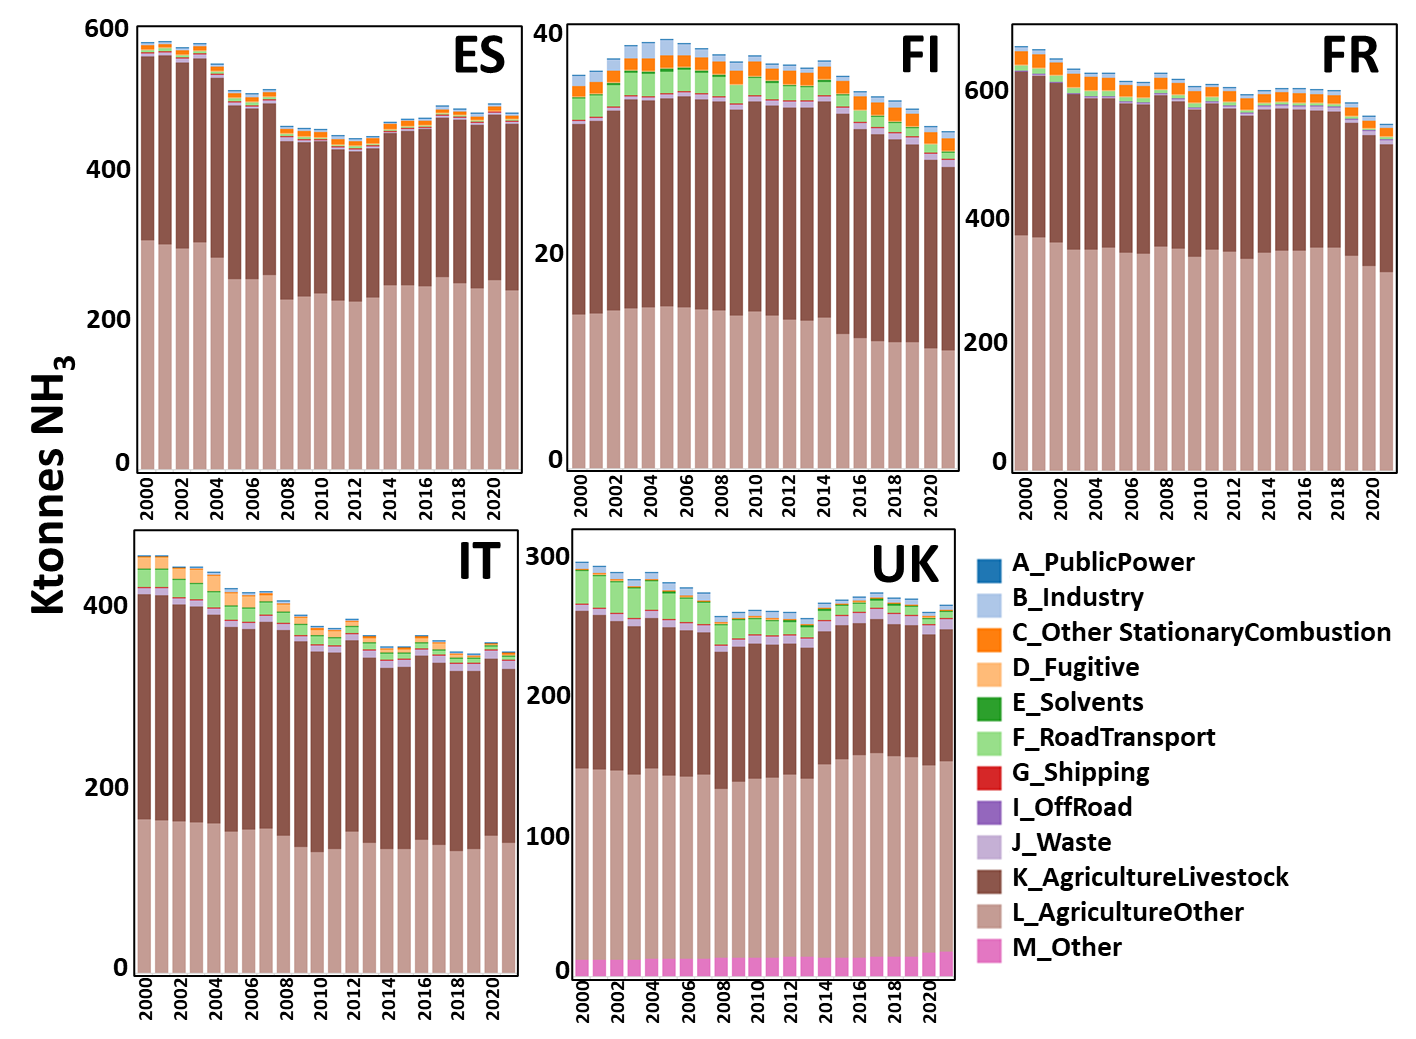 Ktonnes NH3
ES
600
400
200
0
2000 2002 2004 2006 2008 2010 2012 2014 2016 2018 2020
FI
40
20
0
2000 2002 2004 2006 2008 2010 2012 2014 2016 2018 2020
FR
600
400
200
0
2000 2002 2004 2006 2008 2010 2012 2014 2016 2018 2020
IT
400
200
0
2000 2002 2004 2006 2008 2010 2012 2014 2016 2018 2020
UK
300
200
100
0
2000 2002 2004 2006 2008 2010 2012 2014 2016 2018 2020
A_PublicPower
B_Industry
C_Other StationaryCombustion
D_Fugitive
E_Solvents
F_RoadTransport
G_Shipping
I_OffRoad
J_Waste
K_AgricultureLivestock
L_AgricultureOther
M_Other